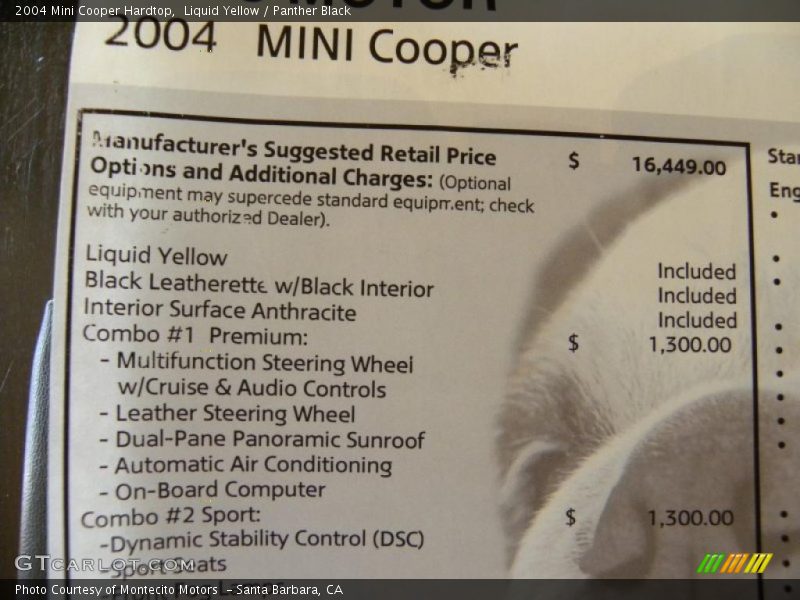 2004 Mini Cooper Hardtop,  Liquid Yellow / Panther Black
MOTOR
2004 MINI Cooper
Manufacturer's Suggested Retail Price $ 16,449.00
Options and Additional Charges: (Optional
equipment may supercede standard equipment; check
with your authorized Dealer).
Liquid Yellow Included
Black Leatherette w/Black Interior Included
Interior Surface Anthracite Included
Combo #1 Premium: $ 1,300.00
- Multifunction Steering Wheel
w/Cruise & Audio Controls
- Leather Steering Wheel
- Dual-Pane Panoramic Sunroof
- Automatic Air Conditioning
- On-Board Computer
Combo #2 Sport: $ 1,300.00
-Dynamic Stability Control (DSC)
-Sport Seats
Star
Eng
GTCarlot.com
Photo Courtesy of Montecito Motors - Santa Barbara, CA